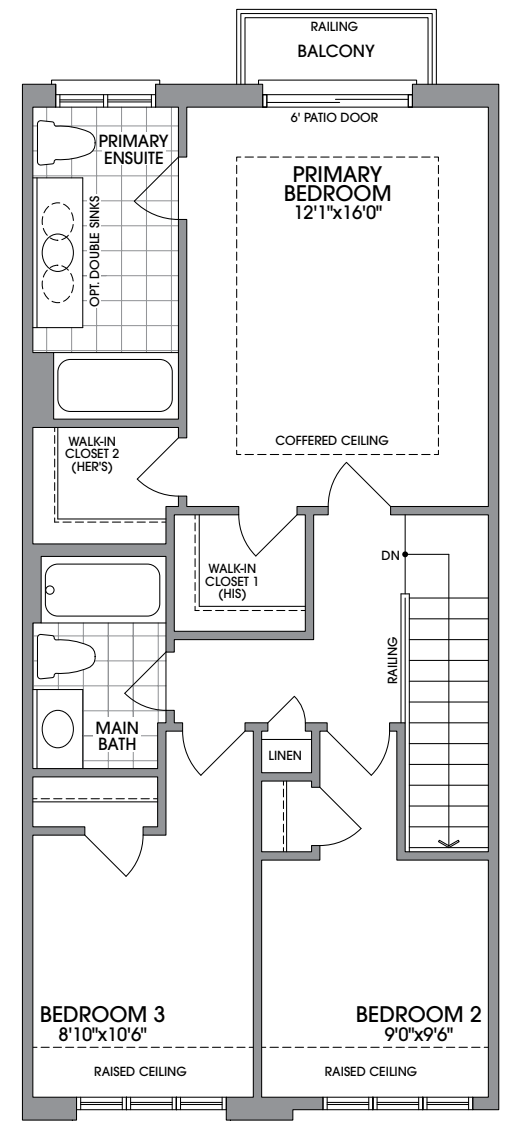 RAILING
BALCONY
6' PATIO DOOR
PRIMARY
ENSUITE
OPT. DOUBLE SINKS
PRIMARY
BEDROOM
12'1"x16'0"
COFFERED CEILING
WALK-IN
CLOSET 2
(HER'S)
WALK-IN
CLOSET 1
(HIS)
DN
RAILING
MAIN
BATH
LINEN
BEDROOM 3
8'10"x10'6"
RAISED CEILING
BEDROOM 2
9'0"x9'6"
RAISED CEILING